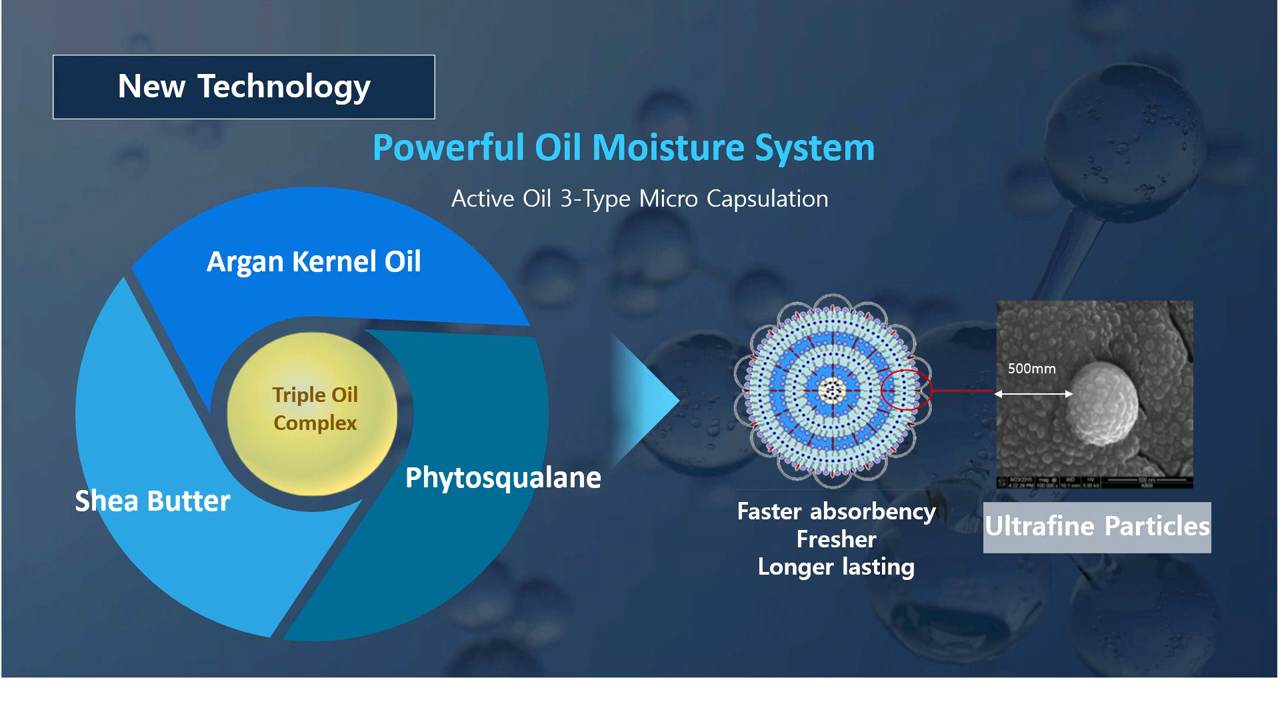 New Technology
Powerful Oil Moisture System
Active Oil 3-Type Micro Capsulation
Argan Kernel Oil
Triple Oil
Complex
Shea Butter
Phytosqualane
500mm
Faster absorbency
Fresher
Longer lasting
Ultrafine Particles